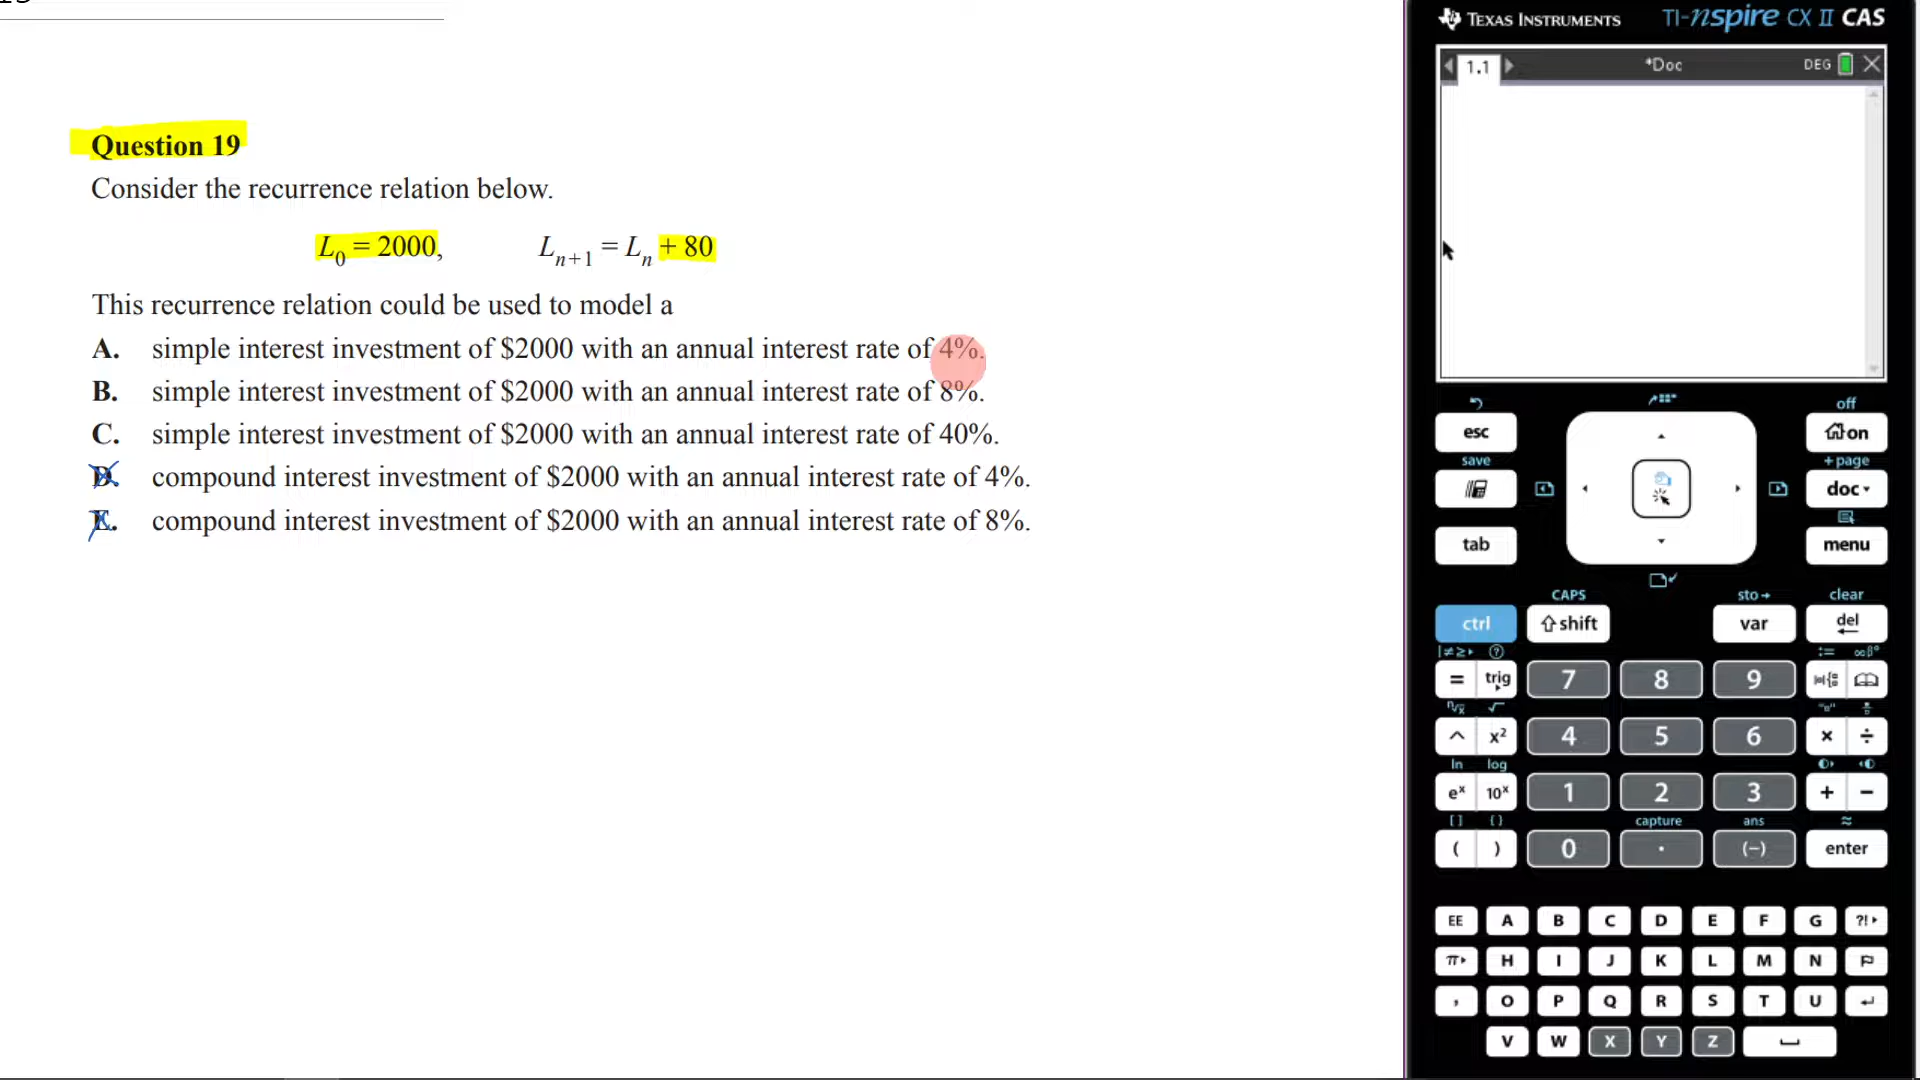 Question 19
Consider the recurrence relation below.
L0 = 2000, Ln+1 = Ln + 80
This recurrence relation could be used to model a
A. simple interest investment of $2000 with an annual interest rate of 4%.
B. simple interest investment of $2000 with an annual interest rate of 8%.
C. simple interest investment of $2000 with an annual interest rate of 40%.
D. compound interest investment of $2000 with an annual interest rate of 4%.
E. compound interest investment of $2000 with an annual interest rate of 8%.
TEXAS INSTRUMENTS TI-nspire CX II CAS
1.1 *Doc DEG
off
esc on
save + page
doc
tab menu
CAPS sto→ clear
ctrl shift var del
|≠≥▸ ? := ∞β°
= trig 7 8 9
ⁿ√x √ "□"
^ x² 4 5 6 × ÷
ln log
eˣ 10ˣ 1 2 3 + −
[ ] { } capture ans ≈
( ) 0 . (−) enter
EE A B C D E F G ?!▸
π▸ H I J K L M N
, O P Q R S T U
V W X Y Z